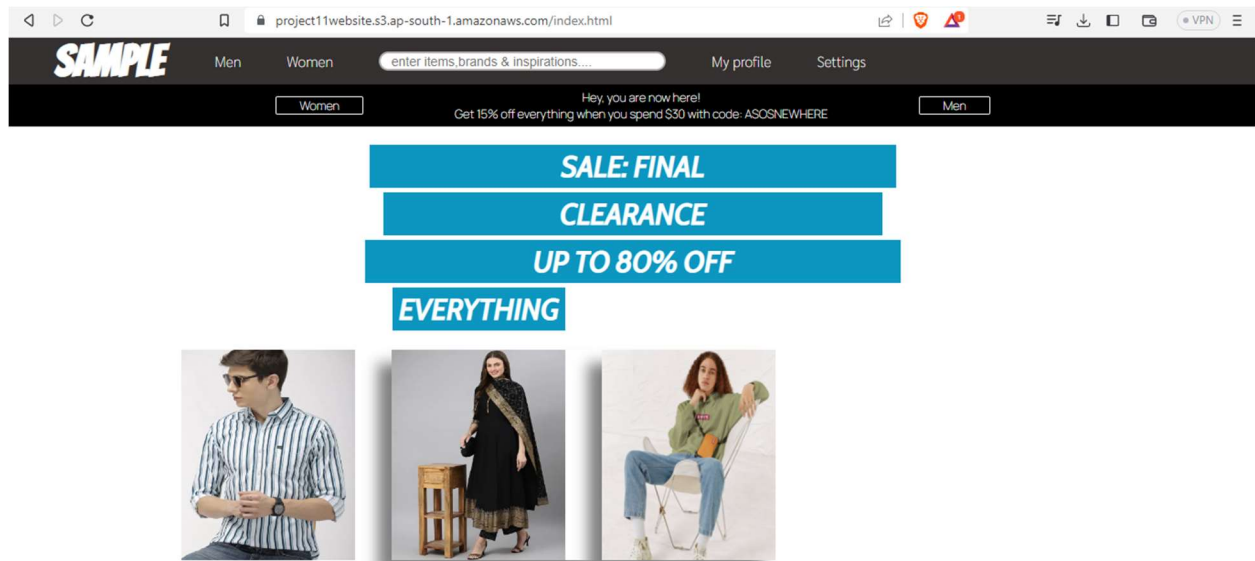 project11website.s3.ap-south-1.amazonaws.com/index.html
VPN
SAMPLE
Men
Women
enter items,brands & inspirations....
My profile
Settings
Women
Hey, you are now here!
Get 15% off everything when you spend $30 with code: ASOSNEWHERE
Men
SALE: FINAL
CLEARANCE
UP TO 80% OFF
EVERYTHING